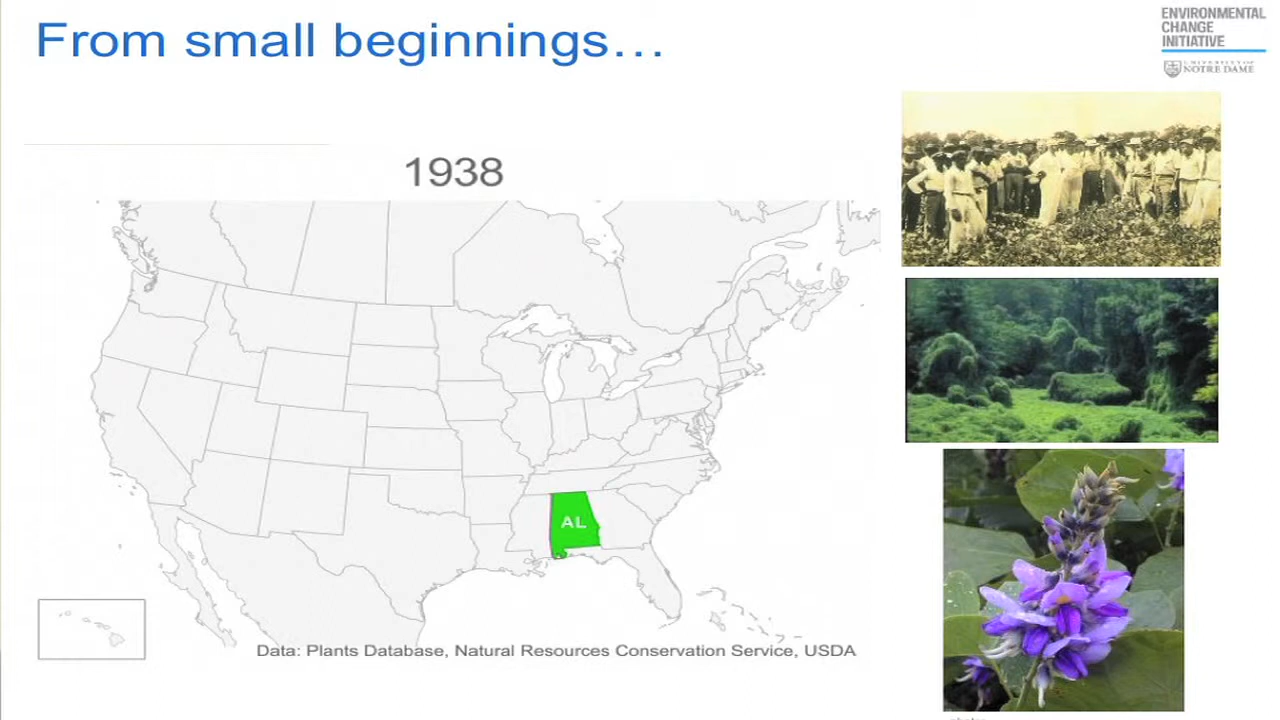 From small beginnings…
ENVIRONMENTAL
CHANGE
INITIATIVE
UNIVERSITY OF
NOTRE DAME
1938
AL
Data: Plants Database, Natural Resources Conservation Service, USDA